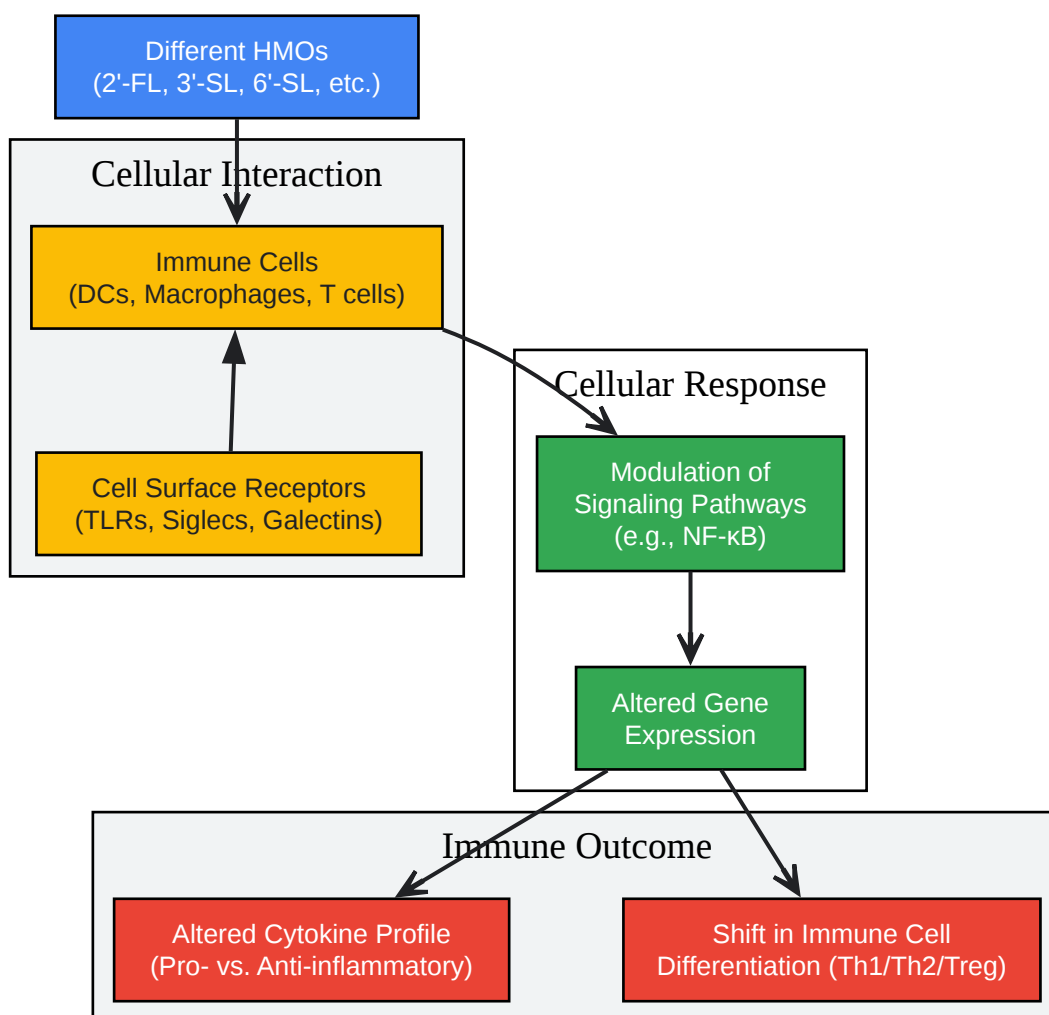 Different HMOs
(2'-FL, 3'-SL, 6'-SL, etc.)
Cellular Interaction
Immune Cells
(DCs, Macrophages, T cells)
Cell Surface Receptors
(TLRs, Siglecs, Galectins)
Cellular Response
Modulation of
Signaling Pathways
(e.g., NF-κB)
Altered Gene
Expression
Immune Outcome
Altered Cytokine Profile
(Pro- vs. Anti-inflammatory)
Shift in Immune Cell
Differentiation (Th1/Th2/Treg)